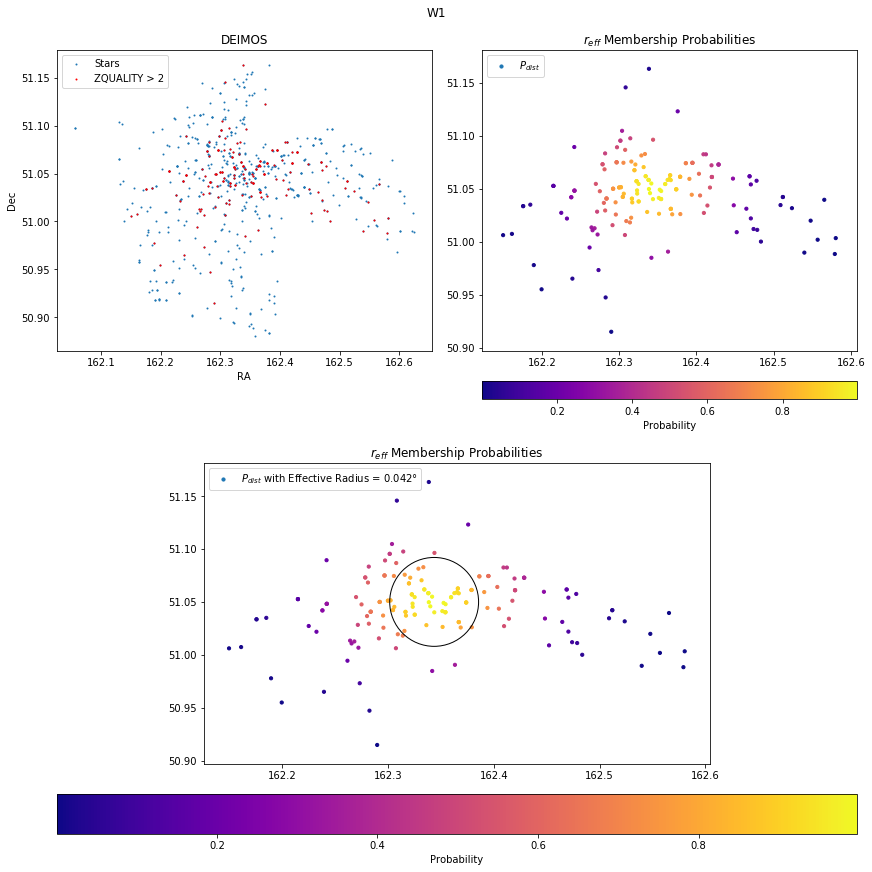 W1
DEIMOS
Stars
ZQUALITY > 2
51.15
51.10
51.05
51.00
50.95
50.90
Dec
162.1 162.2 162.3 162.4 162.5 162.6
RA
r_eff Membership Probabilities
P_dist
51.15
51.10
51.05
51.00
50.95
50.90
162.2 162.3 162.4 162.5 162.6
0.2 0.4 0.6 0.8
Probability
r_eff Membership Probabilities
P_dist with Effective Radius = 0.042°
51.15
51.10
51.05
51.00
50.95
50.90
162.2 162.3 162.4 162.5 162.6
0.2 0.4 0.6 0.8
Probability